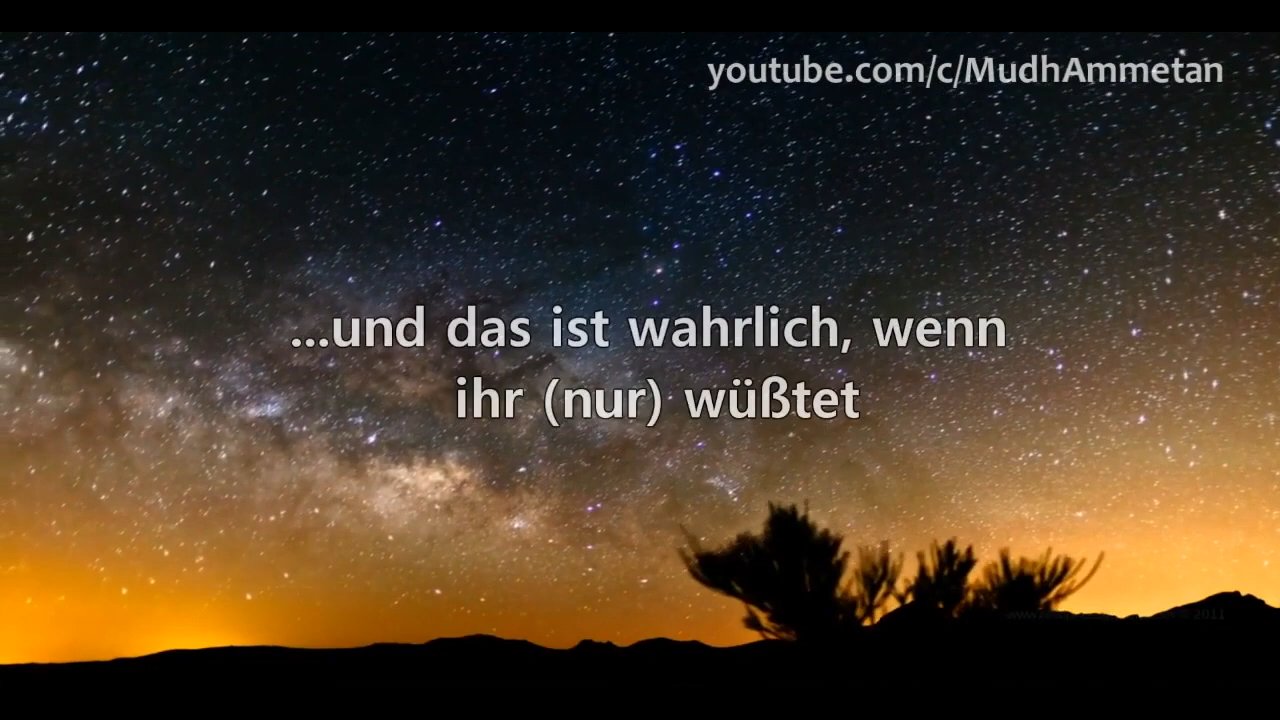 youtube.com/c/MudhAmmetan
...und das ist wahrlich, wenn
ihr (nur) wüßtet